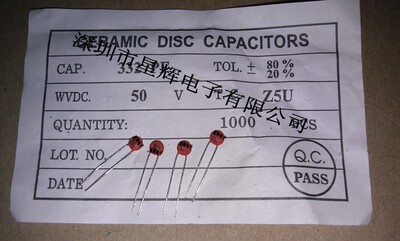 CERAMIC DISC CAPACITORS
CAP. 332 TOL. ± 80% 20%
WVDC. 50 V Z5U
QUANTITY: 1000
LOT. NO.
DATE
Q.C. PASS
深圳市星辉电子有限公司